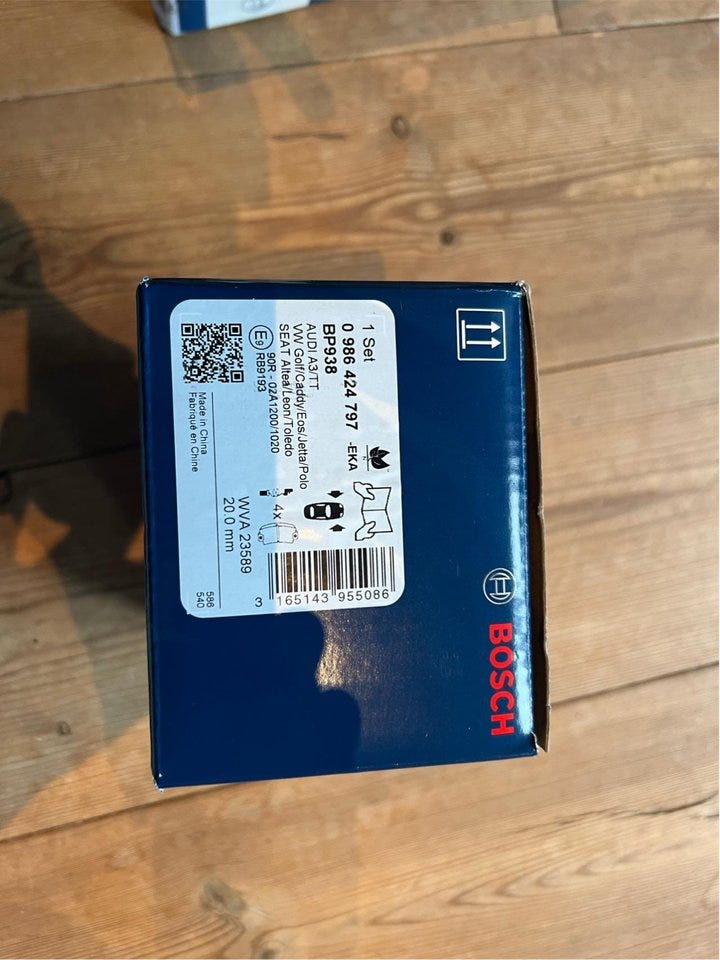 1 Set
0 986 424 797 -EKA
BP938
AUDI A3/TT
VW Golf/Caddy/Eos/Jetta/Polo
SEAT Altea/Leon/Toledo
E9 90R - 02A1200/1020
RB9193
Made in China
Fabriqué en Chine
N
4x
WVA 23589
20.0 mm
3 165143 955086
586
540
BOSCH